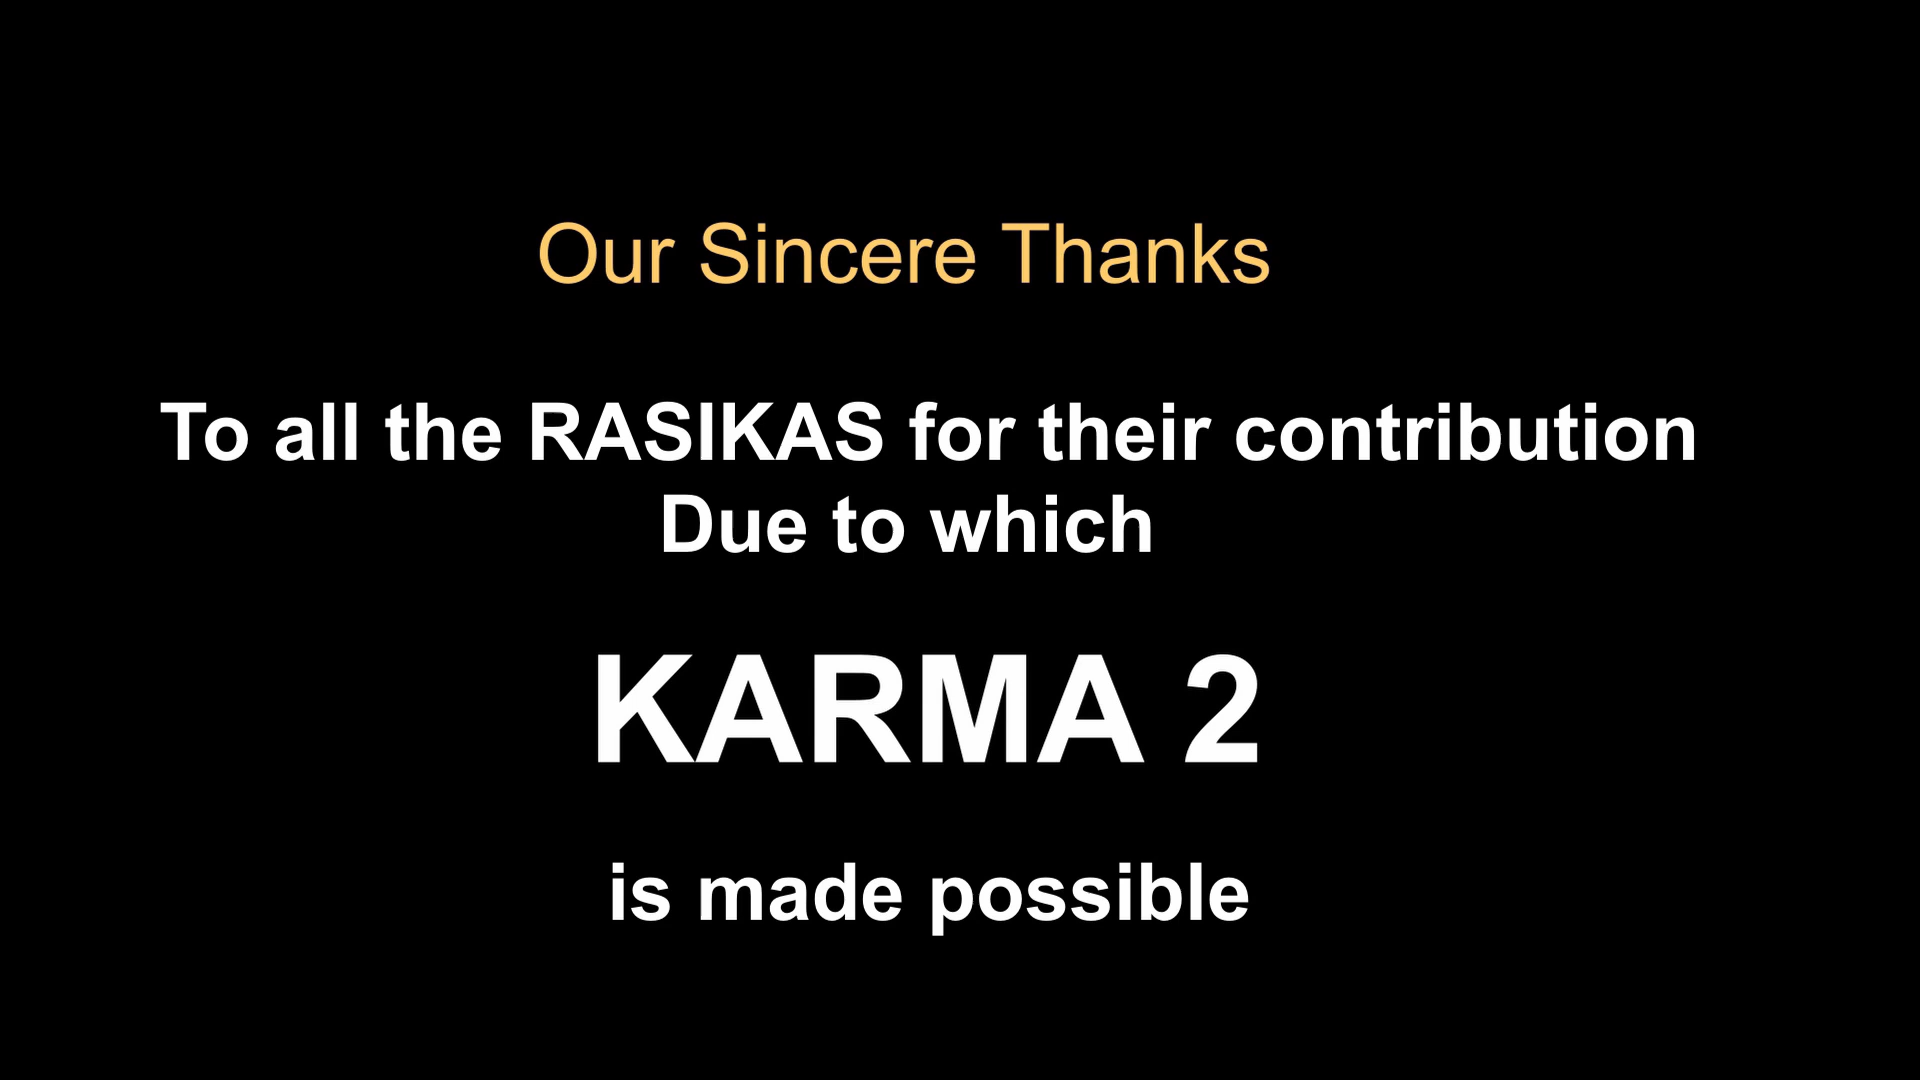 Our Sincere Thanks
To all the RASIKAS for their contribution
Due to which
KARMA 2
is made possible